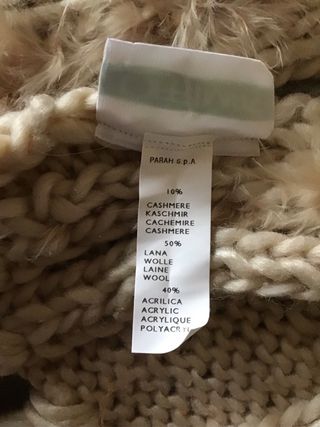 PARAH S.p.A
10%
CASHMERE
KASCHMIR
CACHEMIRE
CASHMERE
50%
LANA
WOLLE
LAINE
WOOL
40%
ACRILICA
ACRYLIC
ACRYLIQUE